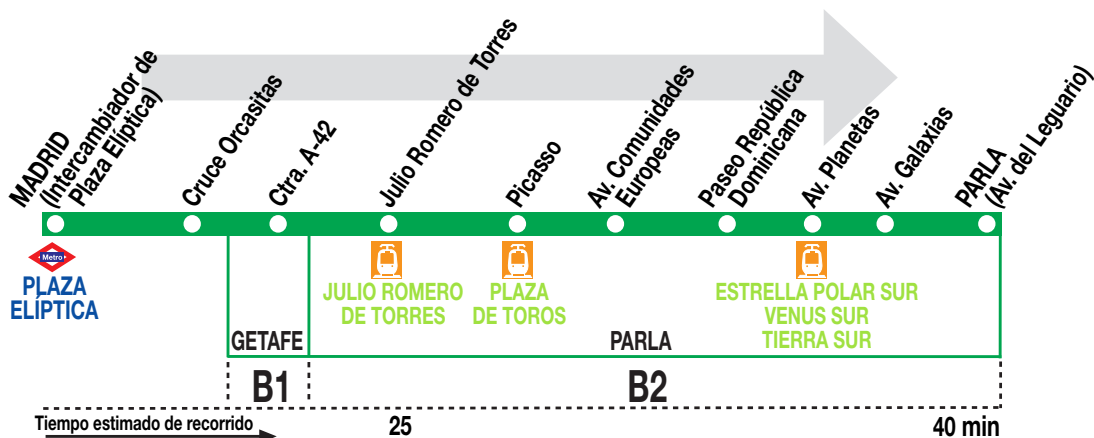 MADRID
(Intercambiador de
Plaza Elíptica)
Cruce Orcasitas
Ctra. A-42
Julio Romero de Torres
Picasso
Av. Comunidades
Europeas
Paseo República
Dominicana
Av. Planetas
Av. Galaxias
PARLA
(Av. del Leguario)
Metro
PLAZA
ELÍPTICA
JULIO ROMERO
DE TORRES
PLAZA
DE TOROS
ESTRELLA POLAR SUR
VENUS SUR
TIERRA SUR
GETAFE
PARLA
B1
B2
Tiempo estimado de recorrido
25
40 min